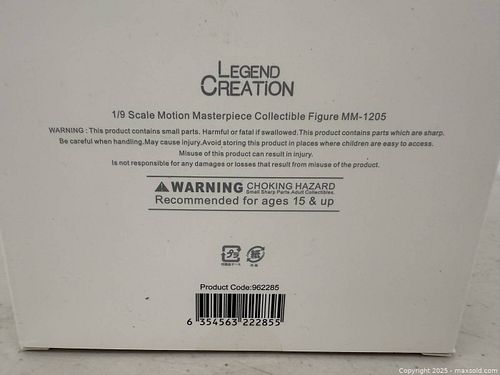 LEGEND
CREATION
1/9 Scale Motion Masterpiece Collectible Figure MM-1205
WARNING : This product contains small parts. Harmful or fatal if swallowed.This product contains parts which are sharp.
Be careful when handling.May cause injury.Avoid storing this product in places where children are easy to access.
Misuse of this product can result in injury.
Is not responsible for any damages or losses that result from misuse of the product.
WARNING CHOKING HAZARD
Small Sharp Parts.Adult Collectibles.
Recommended for ages 15 & up
プラ 紙
Product Code:962285
6 354563 222855
Copyright 2025 - maxsold.com